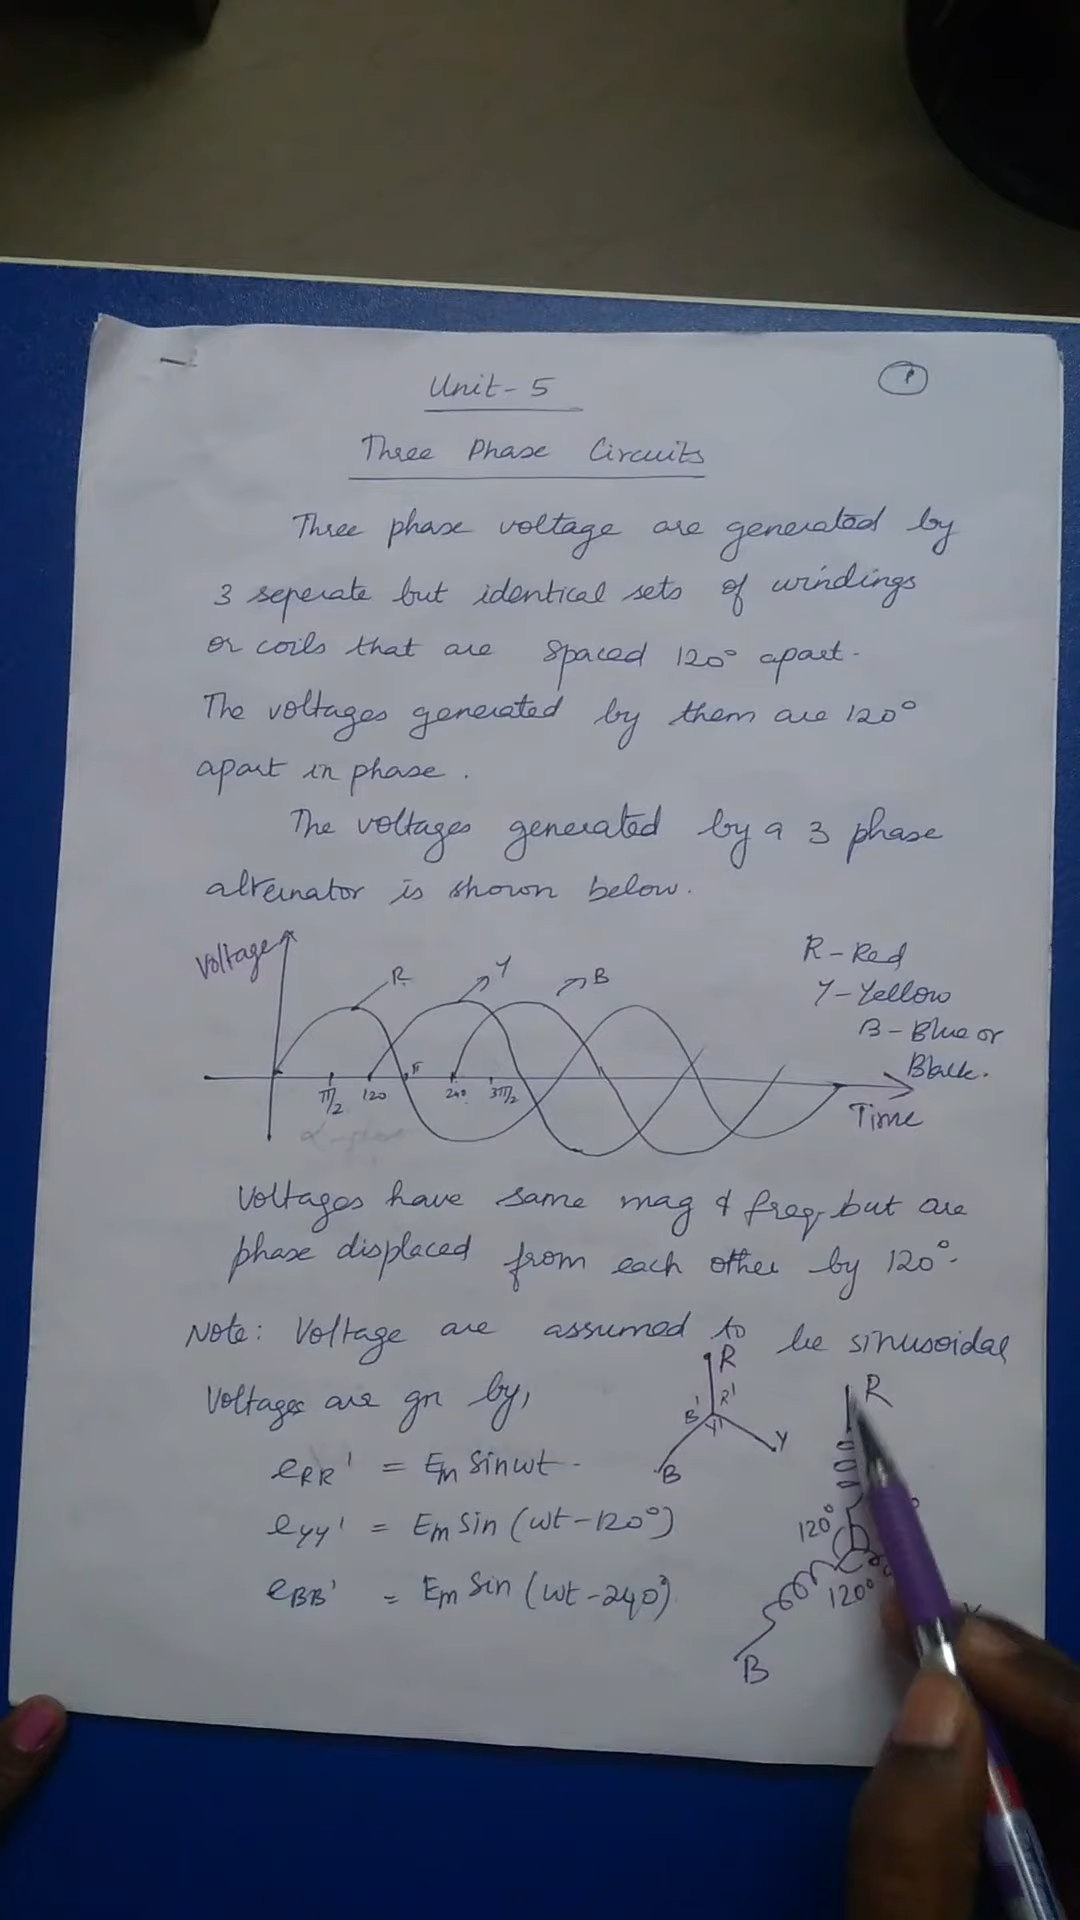 1
Unit-5
Three Phase Circuits
Three phase voltage are generated by
3 seperate but identical sets of windings
or coils that are spaced 120° apart.
The voltages generated by them are 120°
apart in phase.
The voltages generated by a 3 phase
alternator is shown below.
Voltage
R
Y
B
R-Red
Y-Yellow
B-Blue or
Black.
π/2 120 π 240 3π/2
Time
Voltages have same mag & freq. but are
phase displaced from each other by 120°.
Note: Voltage are assumed to be sinusoidal
Voltages are gn by,
R
R'
B' Y'
B
Y
eRR' = Em Sinωt.
eYY' = Em Sin (ωt-120°)
eBB' = Em Sin (ωt-240°)
R
120°
120°
B